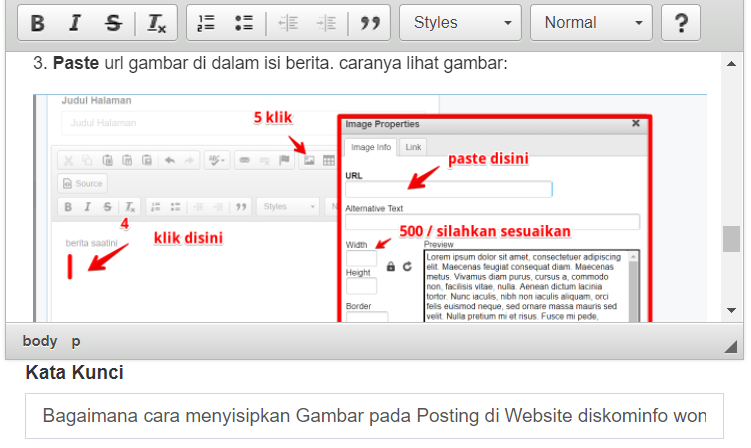 B I S Tx Styles Normal ?
3. Paste url gambar di dalam isi berita. caranya lihat gambar:
Judul Halaman
Judul Halaman
5 klik
Source
B I S Tx Styles N
4
berita saatini
klik disini
Image Properties
Image Info Link
URL
paste disini
Alternative Text
500 / silahkan sesuaikan
Width
Height
Border
Preview
Lorem ipsum dolor sit amet, consectetuer adipiscing
elit. Maecenas feugiat consequat diam. Maecenas
metus. Vivamus diam purus, cursus a, commodo
non, facilisis vitae, nulla. Aenean dictum lacinia
tortor. Nunc iaculis, nibh non iaculis aliquam, orci
felis euismod neque, sed ornare massa mauris sed
velit. Nulla pretium mi et risus. Fusce mi pede,
body p
Kata Kunci
Bagaimana cara menyisipkan Gambar pada Posting di Website diskominfo won